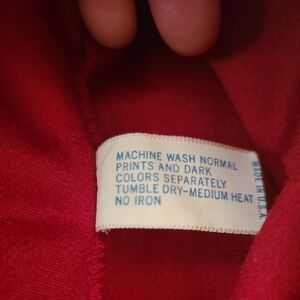 MACHINE WASH NORMAL
PRINTS AND DARK
COLORS SEPARATELY
TUMBLE DRY-MEDIUM HEAT
NO IRON
MADE IN U.S.A.